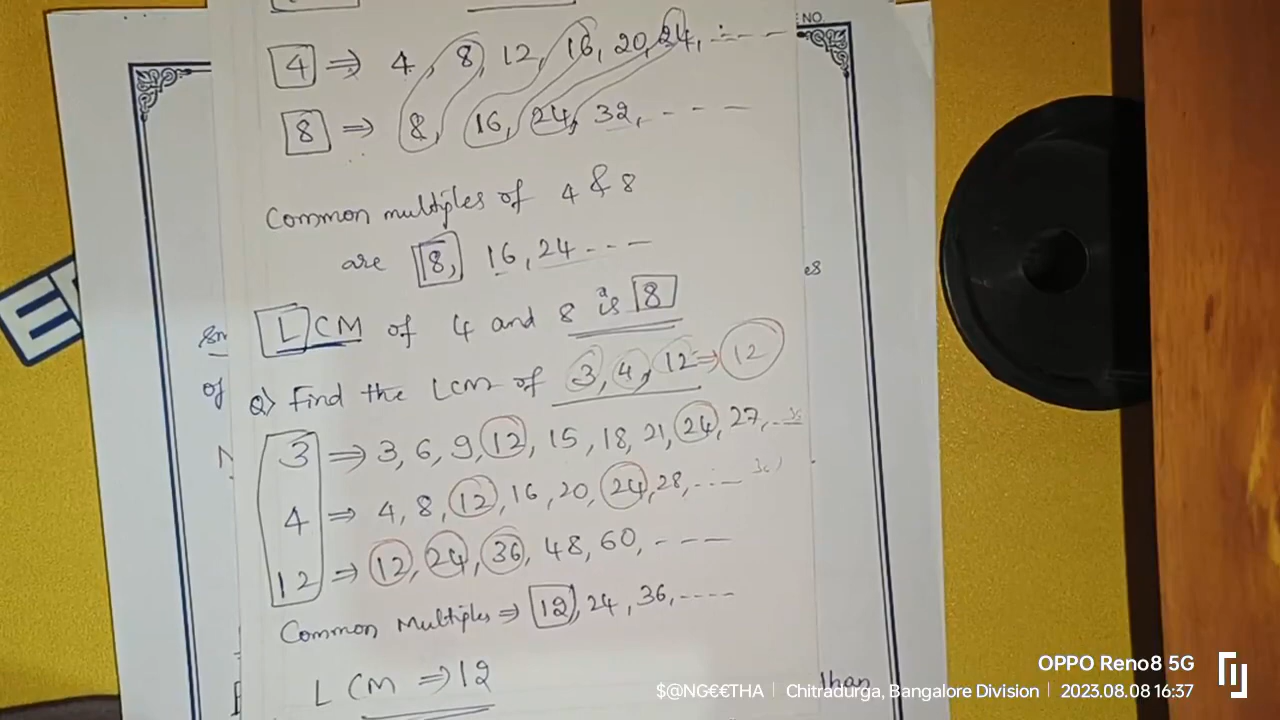 E NO.
4 ⇒ 4, 8, 12, 16, 20, 24, - - - -
8 ⇒ 8, 16, 24, 32, - - - -
Common multiples of 4 & 8
are 8, 16, 24 - - - -
LCM of 4 and 8 is 8
Q) Find the LCM of 3, 4, 12 ⇒ 12
3 ⇒ 3, 6, 9, 12, 15, 18, 21, 24, 27, - - -
4 ⇒ 4, 8, 12, 16, 20, 24, 28, - - - 36)
12 ⇒ 12, 24, 36, 48, 60, - - - -
Common Multiples ⇒ 12, 24, 36, - - - -
LCM ⇒ 12
of
than
OPPO Reno8 5G
$@NG€€THA | Chitradurga, Bangalore Division | 2023.08.08 16:37